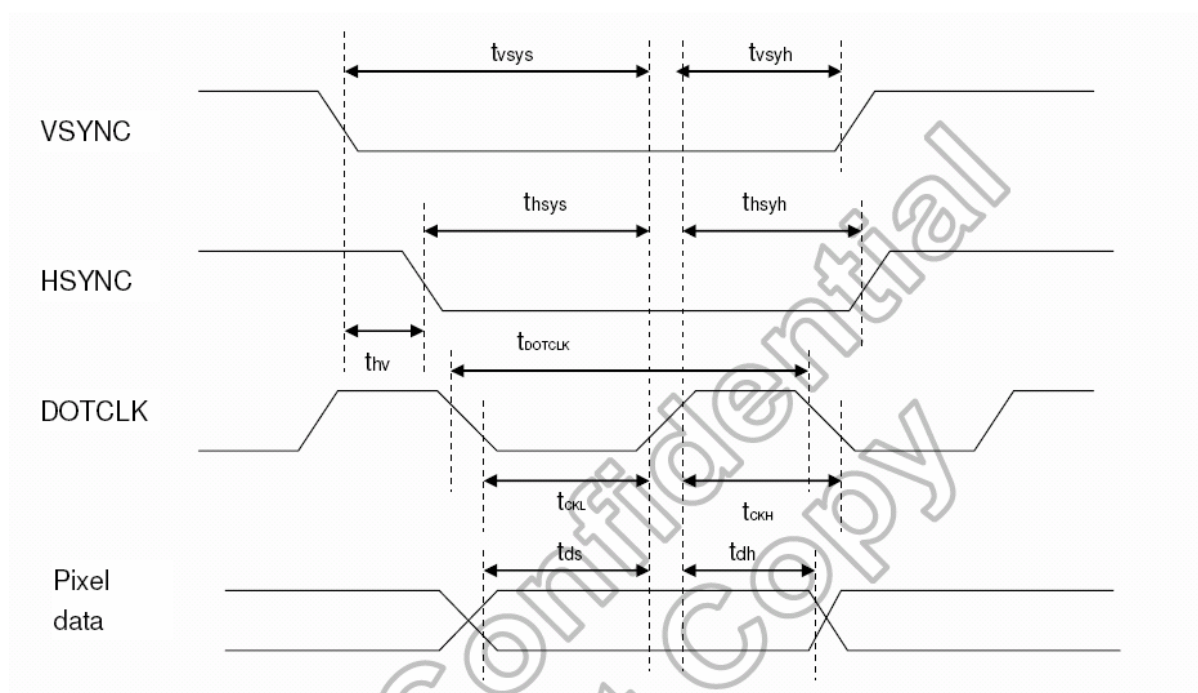 tvsys
tvsyh
VSYNC
thsys
thsyh
HSYNC
thv
tDOTCLK
DOTCLK
tCKL
tCKH
tds
tdh
Pixel
data
Confidential
Copy